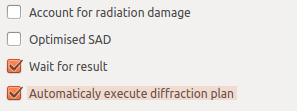 Account for radiation damage
Optimised SAD
Wait for result
Automaticaly execute diffraction plan